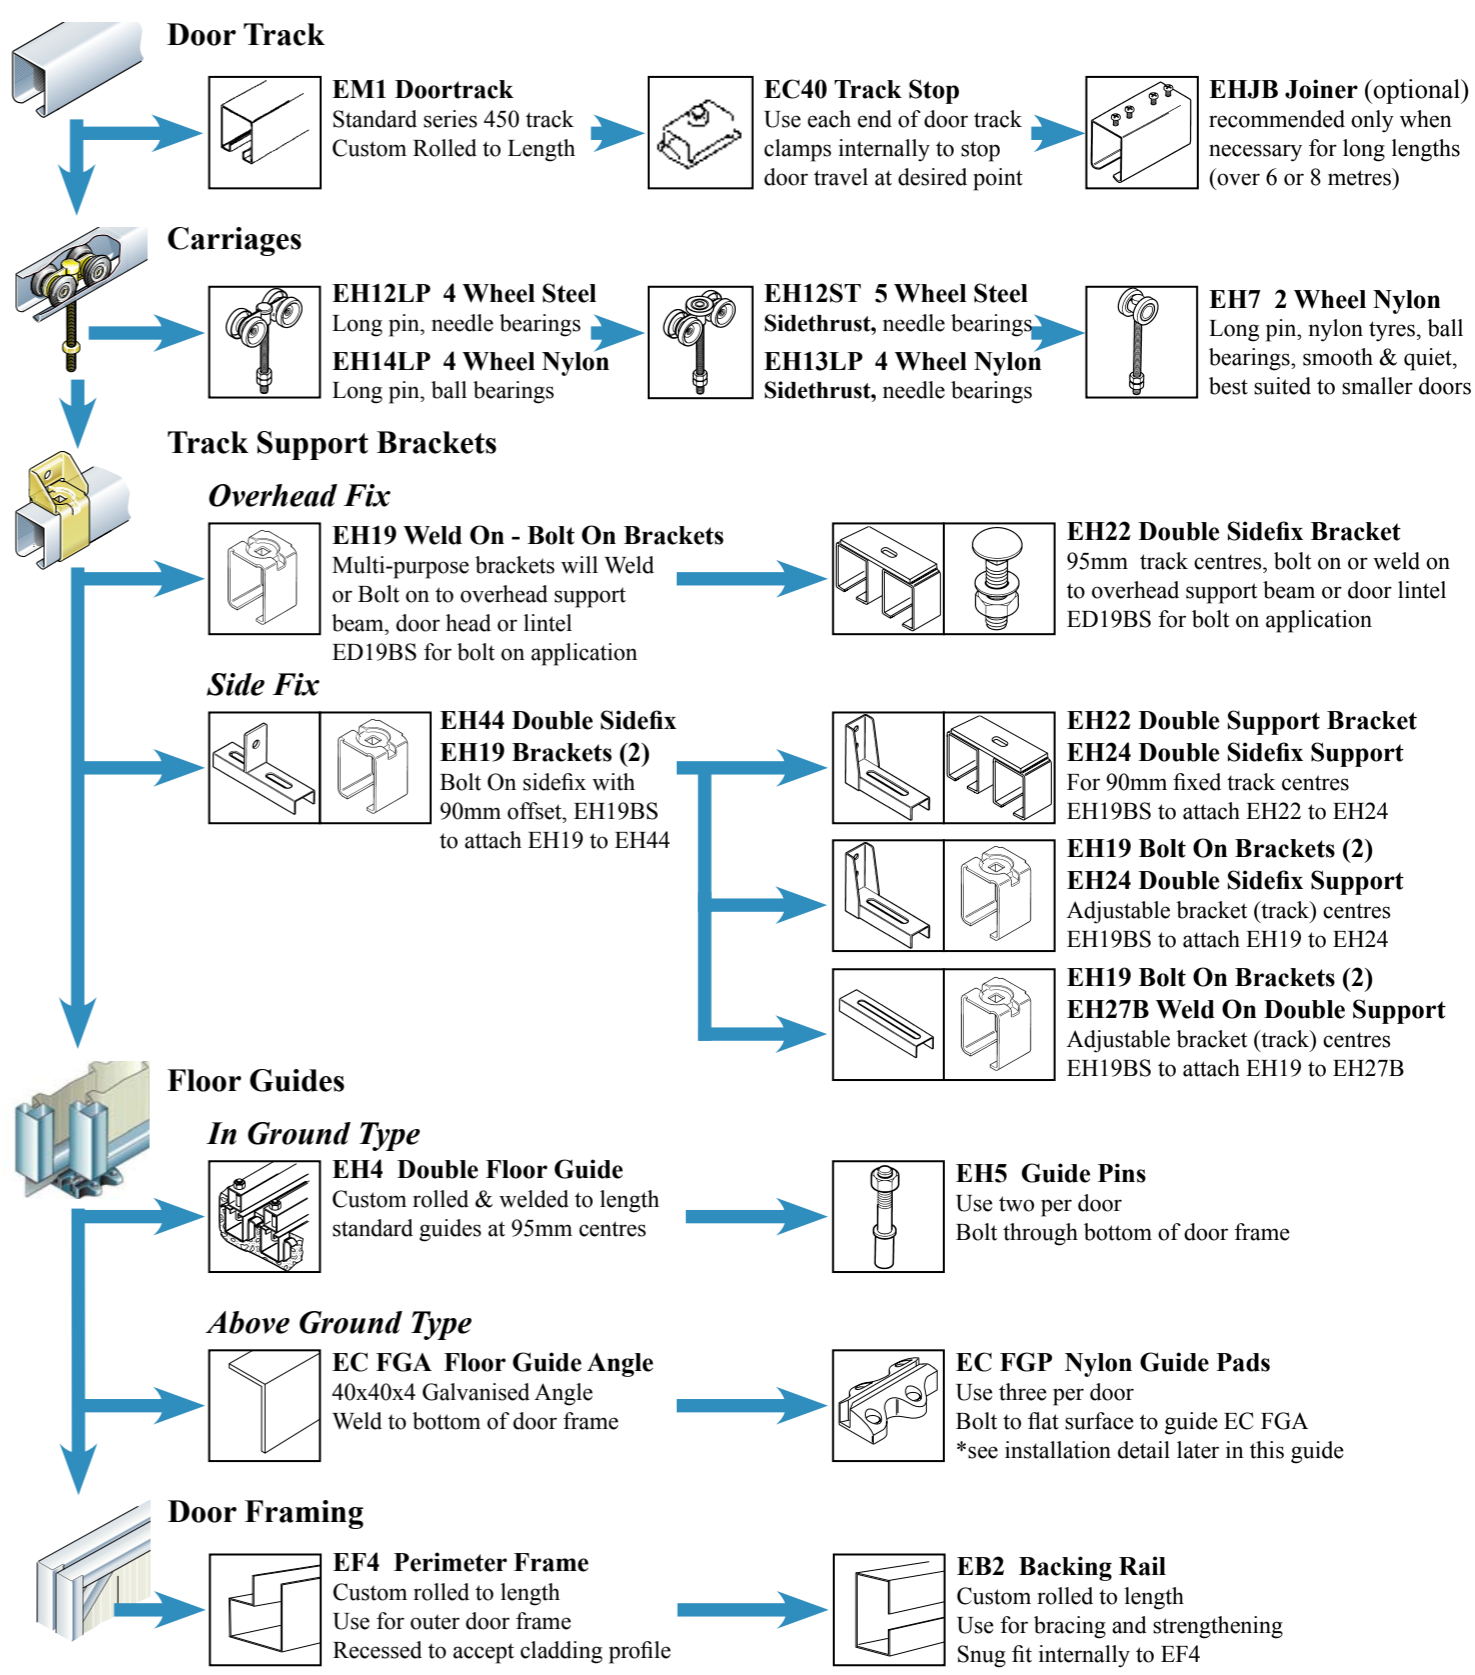 Door Track
EM1 Doortrack
Standard series 450 track
Custom Rolled to Length
EC40 Track Stop
Use each end of door track
clamps internally to stop
door travel at desired point
EHJB Joiner (optional)
recommended only when
necessary for long lengths
(over 6 or 8 metres)
Carriages
EH12LP 4 Wheel Steel
Long pin, needle bearings
EH14LP 4 Wheel Nylon
Long pin, ball bearings
EH12ST 5 Wheel Steel
Sidethrust, needle bearings
EH13LP 4 Wheel Nylon
Sidethrust, needle bearings
EH7 2 Wheel Nylon
Long pin, nylon tyres, ball
bearings, smooth & quiet,
best suited to smaller doors
Track Support Brackets
Overhead Fix
EH19 Weld On - Bolt On Brackets
Multi-purpose brackets will Weld
or Bolt on to overhead support
beam, door head or lintel
ED19BS for bolt on application
EH22 Double Sidefix Bracket
95mm track centres, bolt on or weld on
to overhead support beam or door lintel
ED19BS for bolt on application
Side Fix
EH44 Double Sidefix
EH19 Brackets (2)
Bolt On sidefix with
90mm offset, EH19BS
to attach EH19 to EH44
EH22 Double Support Bracket
EH24 Double Sidefix Support
For 90mm fixed track centres
EH19BS to attach EH22 to EH24
EH19 Bolt On Brackets (2)
EH24 Double Sidefix Support
Adjustable bracket (track) centres
EH19BS to attach EH19 to EH24
EH19 Bolt On Brackets (2)
EH27B Weld On Double Support
Adjustable bracket (track) centres
EH19BS to attach EH19 to EH27B
Floor Guides
In Ground Type
EH4 Double Floor Guide
Custom rolled & welded to length
standard guides at 95mm centres
EH5 Guide Pins
Use two per door
Bolt through bottom of door frame
Above Ground Type
EC FGA Floor Guide Angle
40x40x4 Galvanised Angle
Weld to bottom of door frame
EC FGP Nylon Guide Pads
Use three per door
Bolt to flat surface to guide EC FGA
*see installation detail later in this guide
Door Framing
EF4 Perimeter Frame
Custom rolled to length
Use for outer door frame
Recessed to accept cladding profile
EB2 Backing Rail
Custom rolled to length
Use for bracing and strengthening
Snug fit internally to EF4